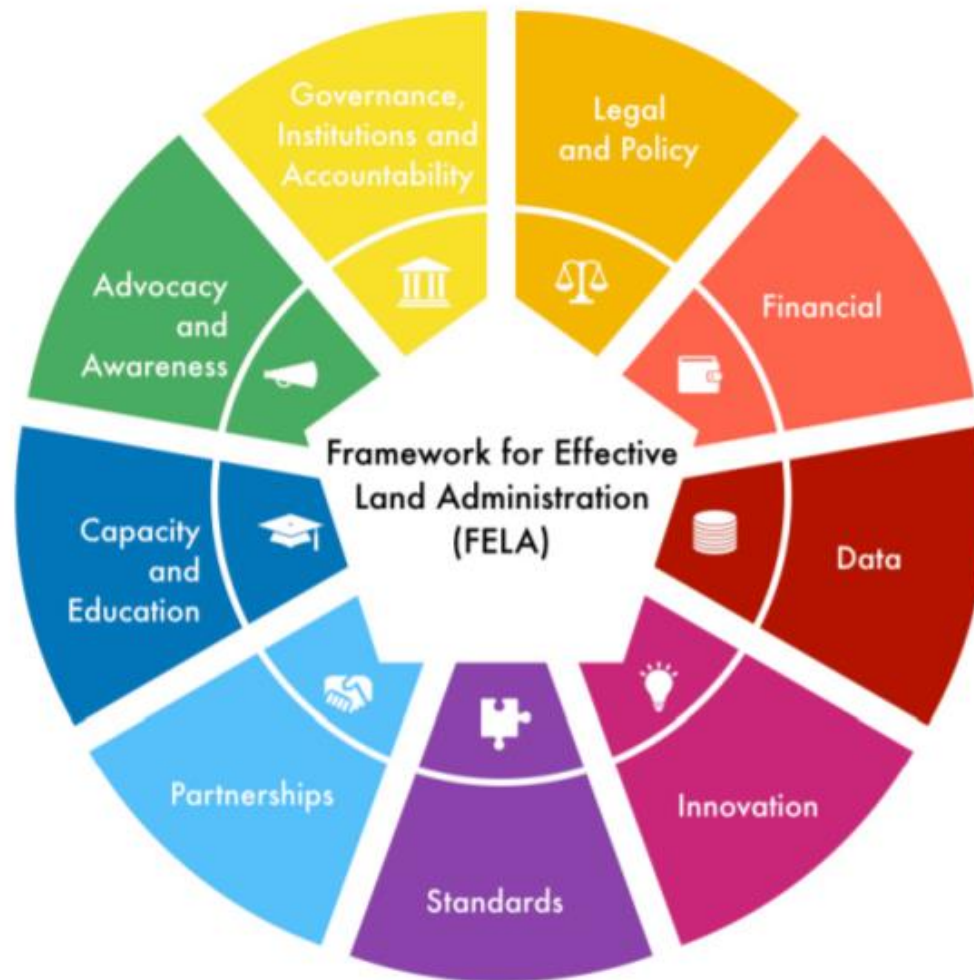 Governance,
Institutions and
Accountability
Legal
and Policy
Financial
Data
Innovation
Standards
Partnerships
Capacity
and
Education
Advocacy
and
Awareness
Framework for Effective
Land Administration
(FELA)